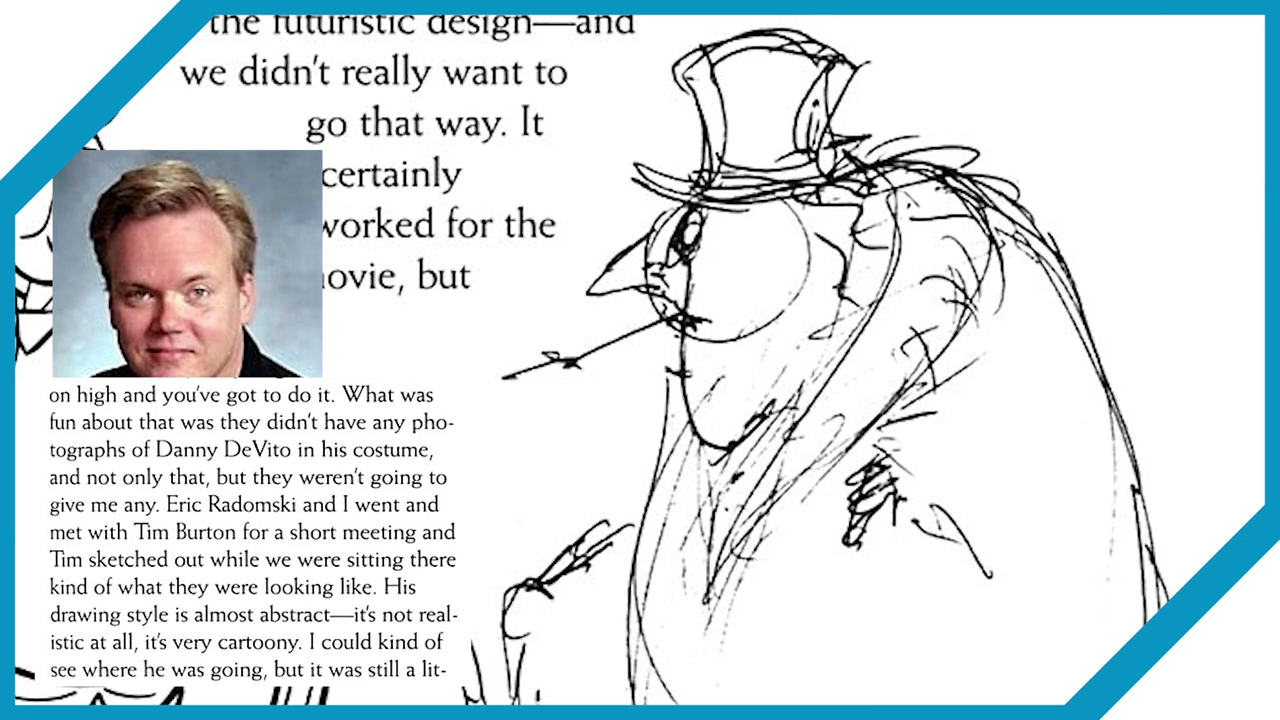 the futuristic design—and
we didn't really want to
go that way. It
certainly
worked for the
movie, but
on high and you've got to do it. What was
fun about that was they didn't have any pho-
tographs of Danny DeVito in his costume,
and not only that, but they weren't going to
give me any. Eric Radomski and I went and
met with Tim Burton for a short meeting and
Tim sketched out while we were sitting there
kind of what they were looking like. His
drawing style is almost abstract—it's not real-
istic at all, it's very cartoony. I could kind of
see where he was going, but it was still a lit-